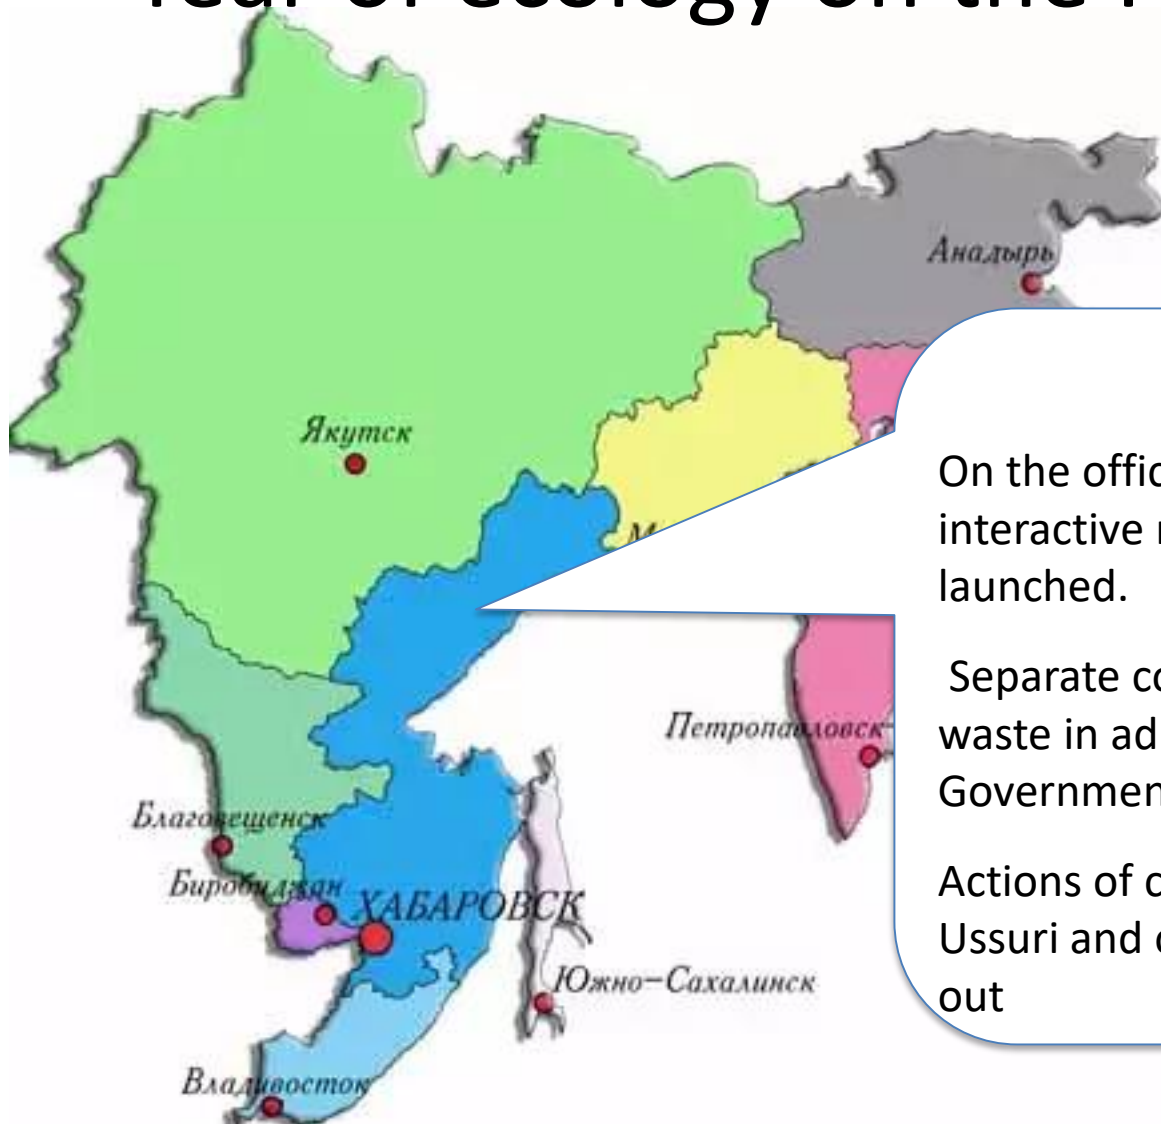 Year of ecology on the
Анадырь
Якутск
On the offic
interactive
launched.
Separate co
waste in ad
Governmen
Actions of c
Ussuri and
out
Петропавловск-
Благовещенск
Биробиджан
ХАБАРОВСК
Южно-Сахалинск
Владивосток